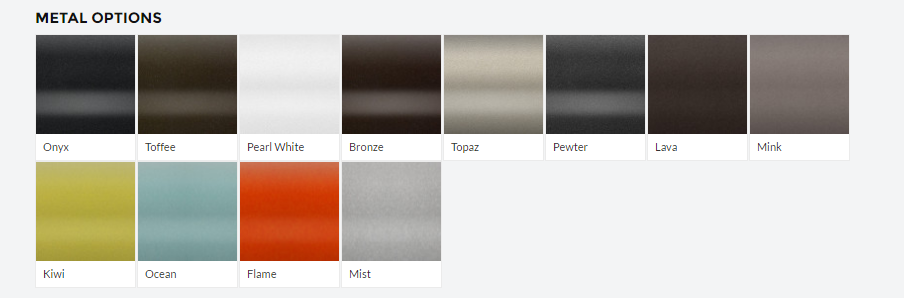 METAL OPTIONS
Onyx Toffee Pearl White Bronze Topaz Pewter Lava Mink
Kiwi Ocean Flame Mist